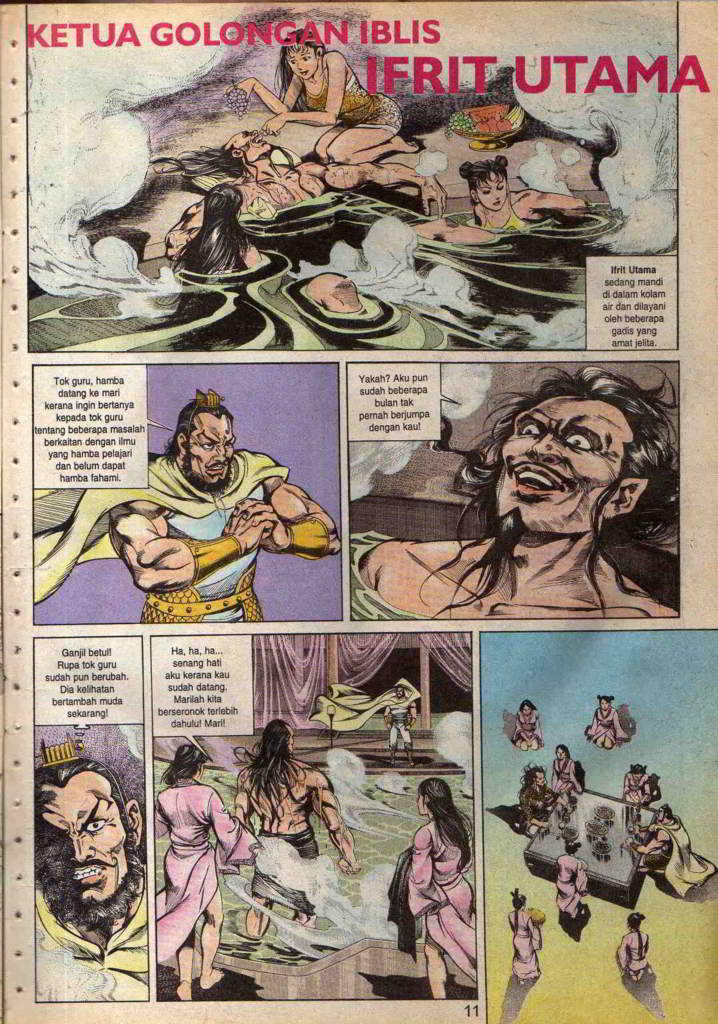 KETUA GOLONGAN IBLIS
IFRIT UTAMA
Ifrit Utama
sedang mandi
di dalam kolam
air dan dilayani
oleh beberapa
gadis yang
amat jelita.
Tok guru, hamba
datang ke mari
kerana ingin bertanya
kepada tok guru
tentang beberapa masalah
berkaitan dengan ilmu
yang hamba pelajari
dan belum dapat
hamba fahami.
Yakah? Aku pun
sudah beberapa
bulan tak
pernah berjumpa
dengan kau!
Ganjil betul!
Rupa tok guru
sudah pun berubah.
Dia kelihatan
bertambah muda
sekarang!
Ha, ha, ha...
senang hati
aku kerana kau
sudah datang.
Marilah kita
berseronok terlebih
dahulu! Mari!
11